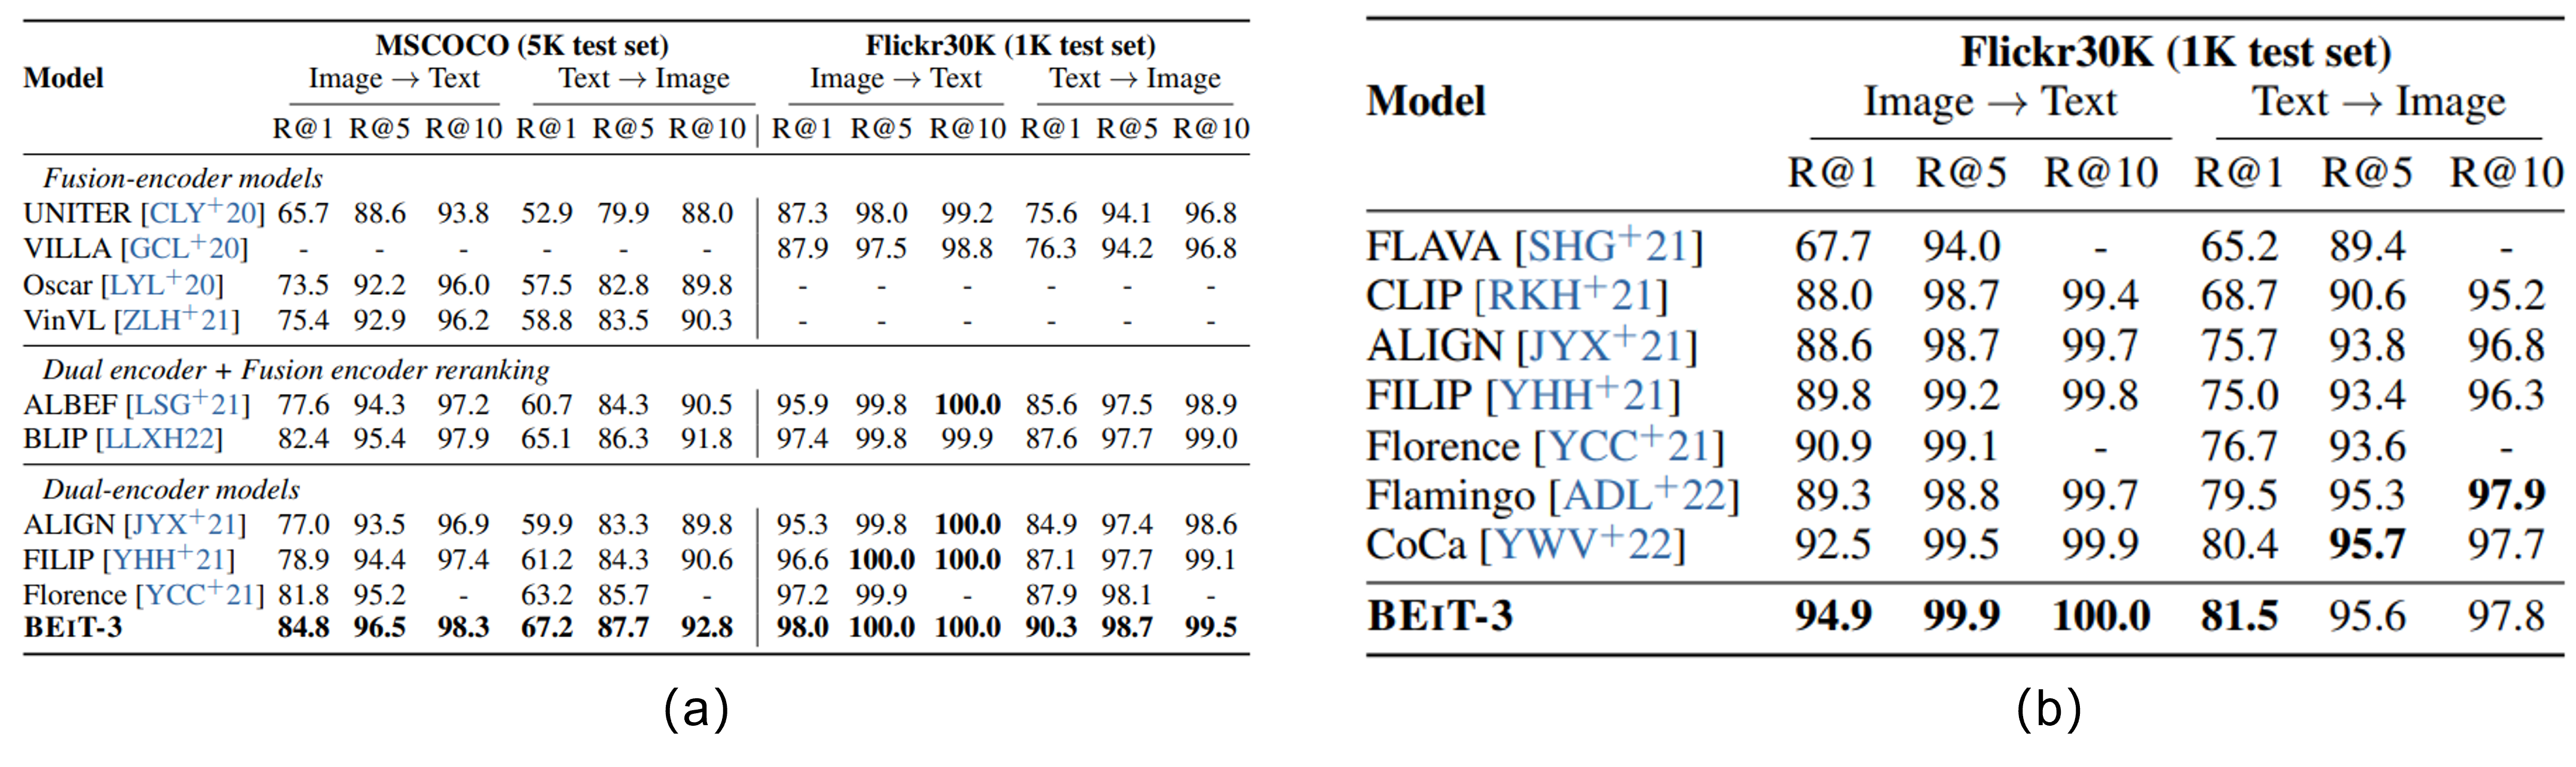 MSCOCO (5K test set) Flickr30K (1K test set)
Model Image → Text Text → Image Image → Text Text → Image
R@1 R@5 R@10 R@1 R@5 R@10 R@1 R@5 R@10 R@1 R@5 R@10
Fusion-encoder models
UNITER [CLY+20] 65.7 88.6 93.8 52.9 79.9 88.0 87.3 98.0 99.2 75.6 94.1 96.8
VILLA [GCL+20] - - - - - - 87.9 97.5 98.8 76.3 94.2 96.8
Oscar [LYL+20] 73.5 92.2 96.0 57.5 82.8 89.8 - - - - - -
VinVL [ZLH+21] 75.4 92.9 96.2 58.8 83.5 90.3 - - - - - -
Dual encoder + Fusion encoder reranking
ALBEF [LSG+21] 77.6 94.3 97.2 60.7 84.3 90.5 95.9 99.8 100.0 85.6 97.5 98.9
BLIP [LLXH22] 82.4 95.4 97.9 65.1 86.3 91.8 97.4 99.8 99.9 87.6 97.7 99.0
Dual-encoder models
ALIGN [JYX+21] 77.0 93.5 96.9 59.9 83.3 89.8 95.3 99.8 100.0 84.9 97.4 98.6
FILIP [YHH+21] 78.9 94.4 97.4 61.2 84.3 90.6 96.6 100.0 100.0 87.1 97.7 99.1
Florence [YCC+21] 81.8 95.2 - 63.2 85.7 - 97.2 99.9 - 87.9 98.1 -
BEIT-3 84.8 96.5 98.3 67.2 87.7 92.8 98.0 100.0 100.0 90.3 98.7 99.5
(a)
Flickr30K (1K test set)
Model Image → Text Text → Image
R@1 R@5 R@10 R@1 R@5 R@10
FLAVA [SHG+21] 67.7 94.0 - 65.2 89.4 -
CLIP [RKH+21] 88.0 98.7 99.4 68.7 90.6 95.2
ALIGN [JYX+21] 88.6 98.7 99.7 75.7 93.8 96.8
FILIP [YHH+21] 89.8 99.2 99.8 75.0 93.4 96.3
Florence [YCC+21] 90.9 99.1 - 76.7 93.6 -
Flamingo [ADL+22] 89.3 98.8 99.7 79.5 95.3 97.9
CoCa [YWV+22] 92.5 99.5 99.9 80.4 95.7 97.7
BEIT-3 94.9 99.9 100.0 81.5 95.6 97.8
(b)